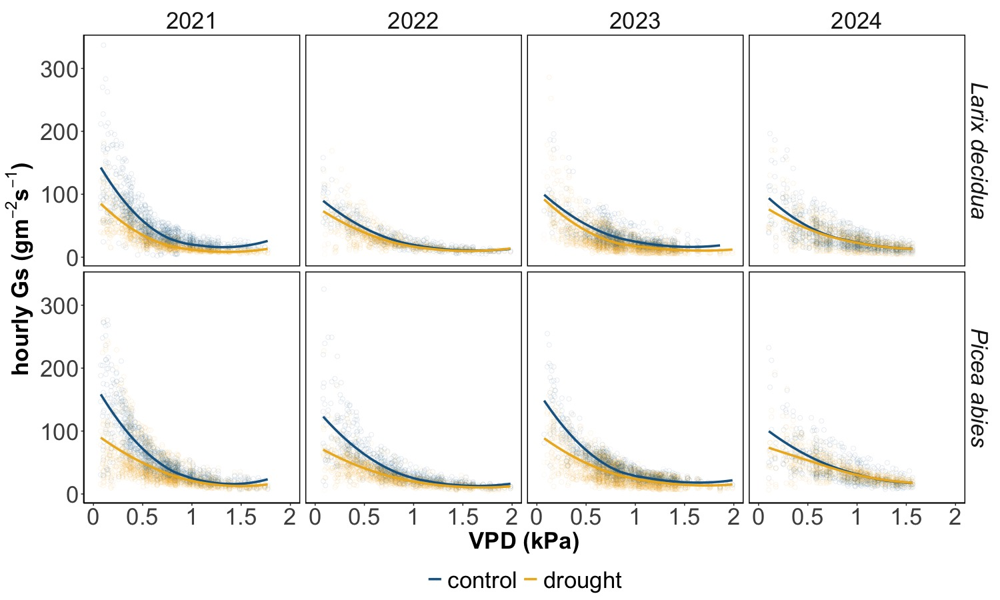 2021 2022 2023 2024
300
200
100
0
Larix decidua
hourly Gs (gm⁻²s⁻¹)
300
200
100
0
Picea abies
0 0.5 1 1.5 2 0 0.5 1 1.5 2 0 0.5 1 1.5 2 0 0.5 1 1.5 2
VPD (kPa)
control drought